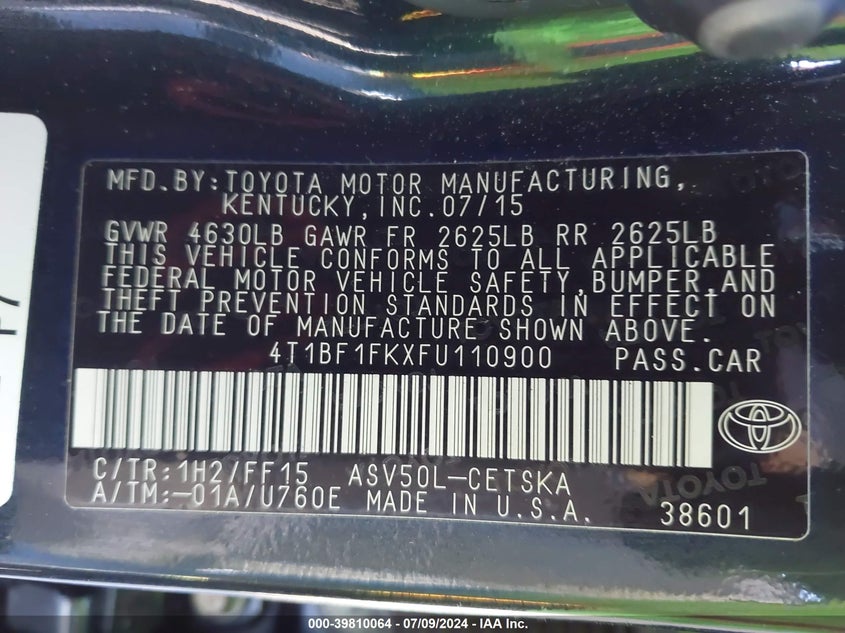 MFD.BY:TOYOTA MOTOR MANUFACTURING,
KENTUCKY,INC.07/15
GVWR 4630LB GAWR FR 2625LB RR 2625LB
THIS VEHICLE CONFORMS TO ALL APPLICABLE
FEDERAL MOTOR VEHICLE SAFETY,BUMPER,AND
THEFT PREVENTION STANDARDS IN EFFECT ON
THE DATE OF MANUFACTURE SHOWN ABOVE.
4T1BF1FKXFU110900 PASS.CAR
C/TR:1H2/FF15 ASV50L-CETSKA
A/TM:-01A/U760E MADE IN U.S.A. 38601
000-39810064 / 07/09/2024 - IAA Inc.